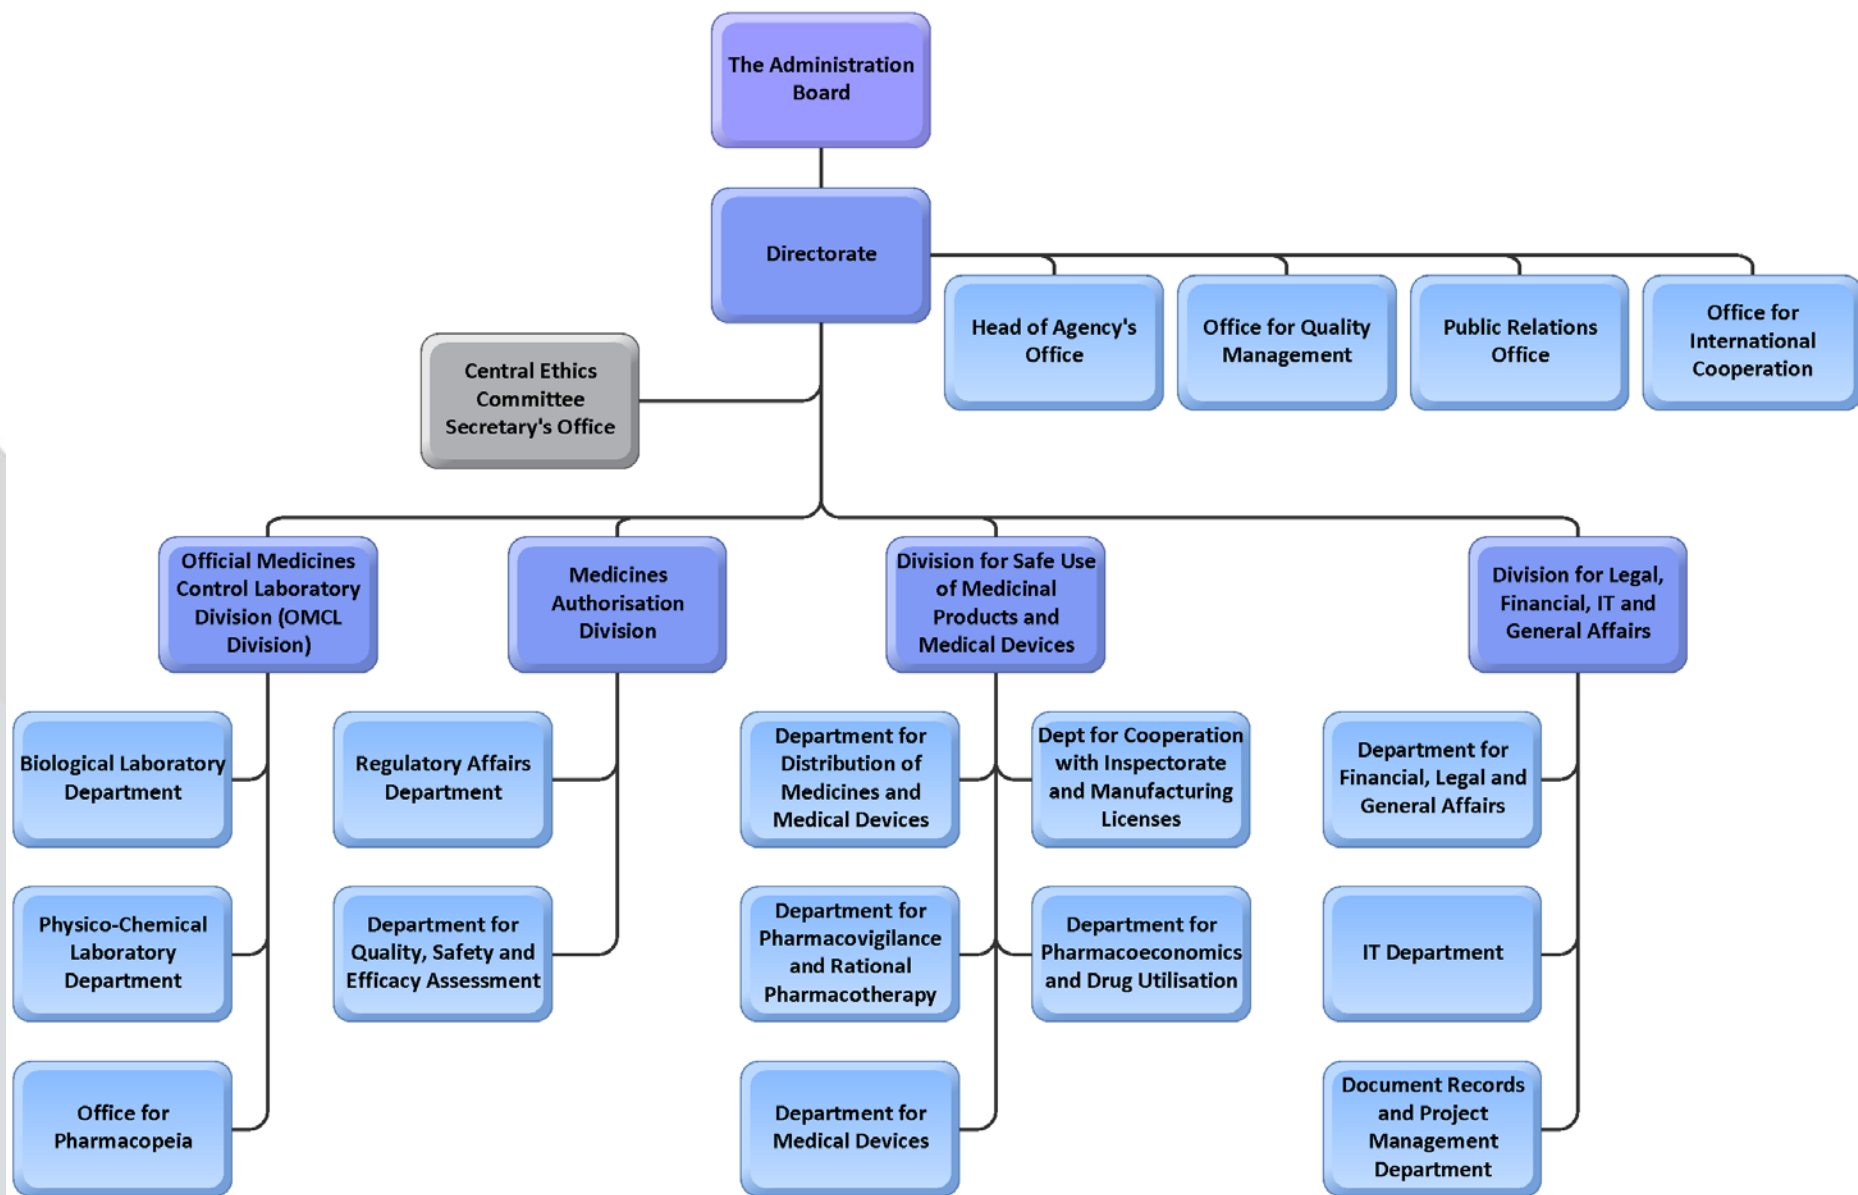 The Administration
Board
Directorate
Head of Agency's
Office
Office for Quality
Management
Public Relations
Office
Office for
International
Cooperation
Central Ethics
Committee
Secretary's Office
Official Medicines
Control Laboratory
Division (OMCL
Division)
Medicines
Authorisation
Division
Division for Safe Use
of Medicinal
Products and
Medical Devices
Division for Legal,
Financial, IT and
General Affairs
Biological Laboratory
Department
Regulatory Affairs
Department
Department for
Distribution of
Medicines and
Medical Devices
Dept for Cooperation
with Inspectorate
and Manufacturing
Licenses
Department for
Financial, Legal and
General Affairs
Physico-Chemical
Laboratory
Department
Department for
Quality, Safety and
Efficacy Assessment
Department for
Pharmacovigilance
and Rational
Pharmacotherapy
Department for
Pharmacoeconomics
and Drug Utilisation
IT Department
Office for
Pharmacopeia
Department for
Medical Devices
Document Records
and Project
Management
Department